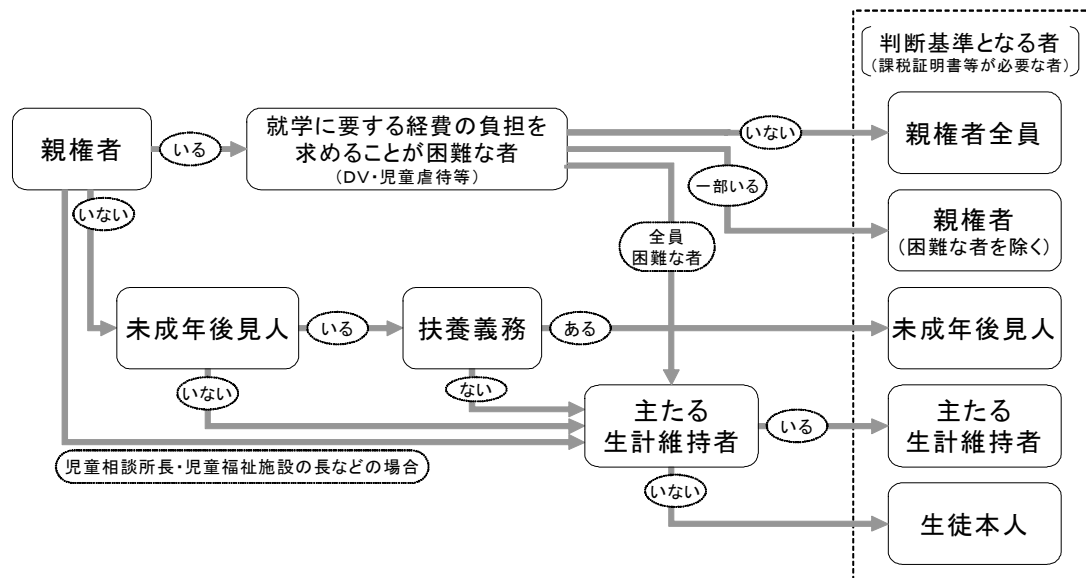 判断基準となる者
(課税証明書等が必要な者)
親権者
いる
就学に要する経費の負担を
求めることが困難な者
(DV・児童虐待等)
いない
親権者全員
一部いる
いない
全員
困難な者
親権者
(困難な者を除く)
未成年後見人
いる
扶養義務
ある
未成年後見人
いない
ない
主たる
生計維持者
いる
主たる
生計維持者
児童相談所長・児童福祉施設の長などの場合
いない
生徒本人